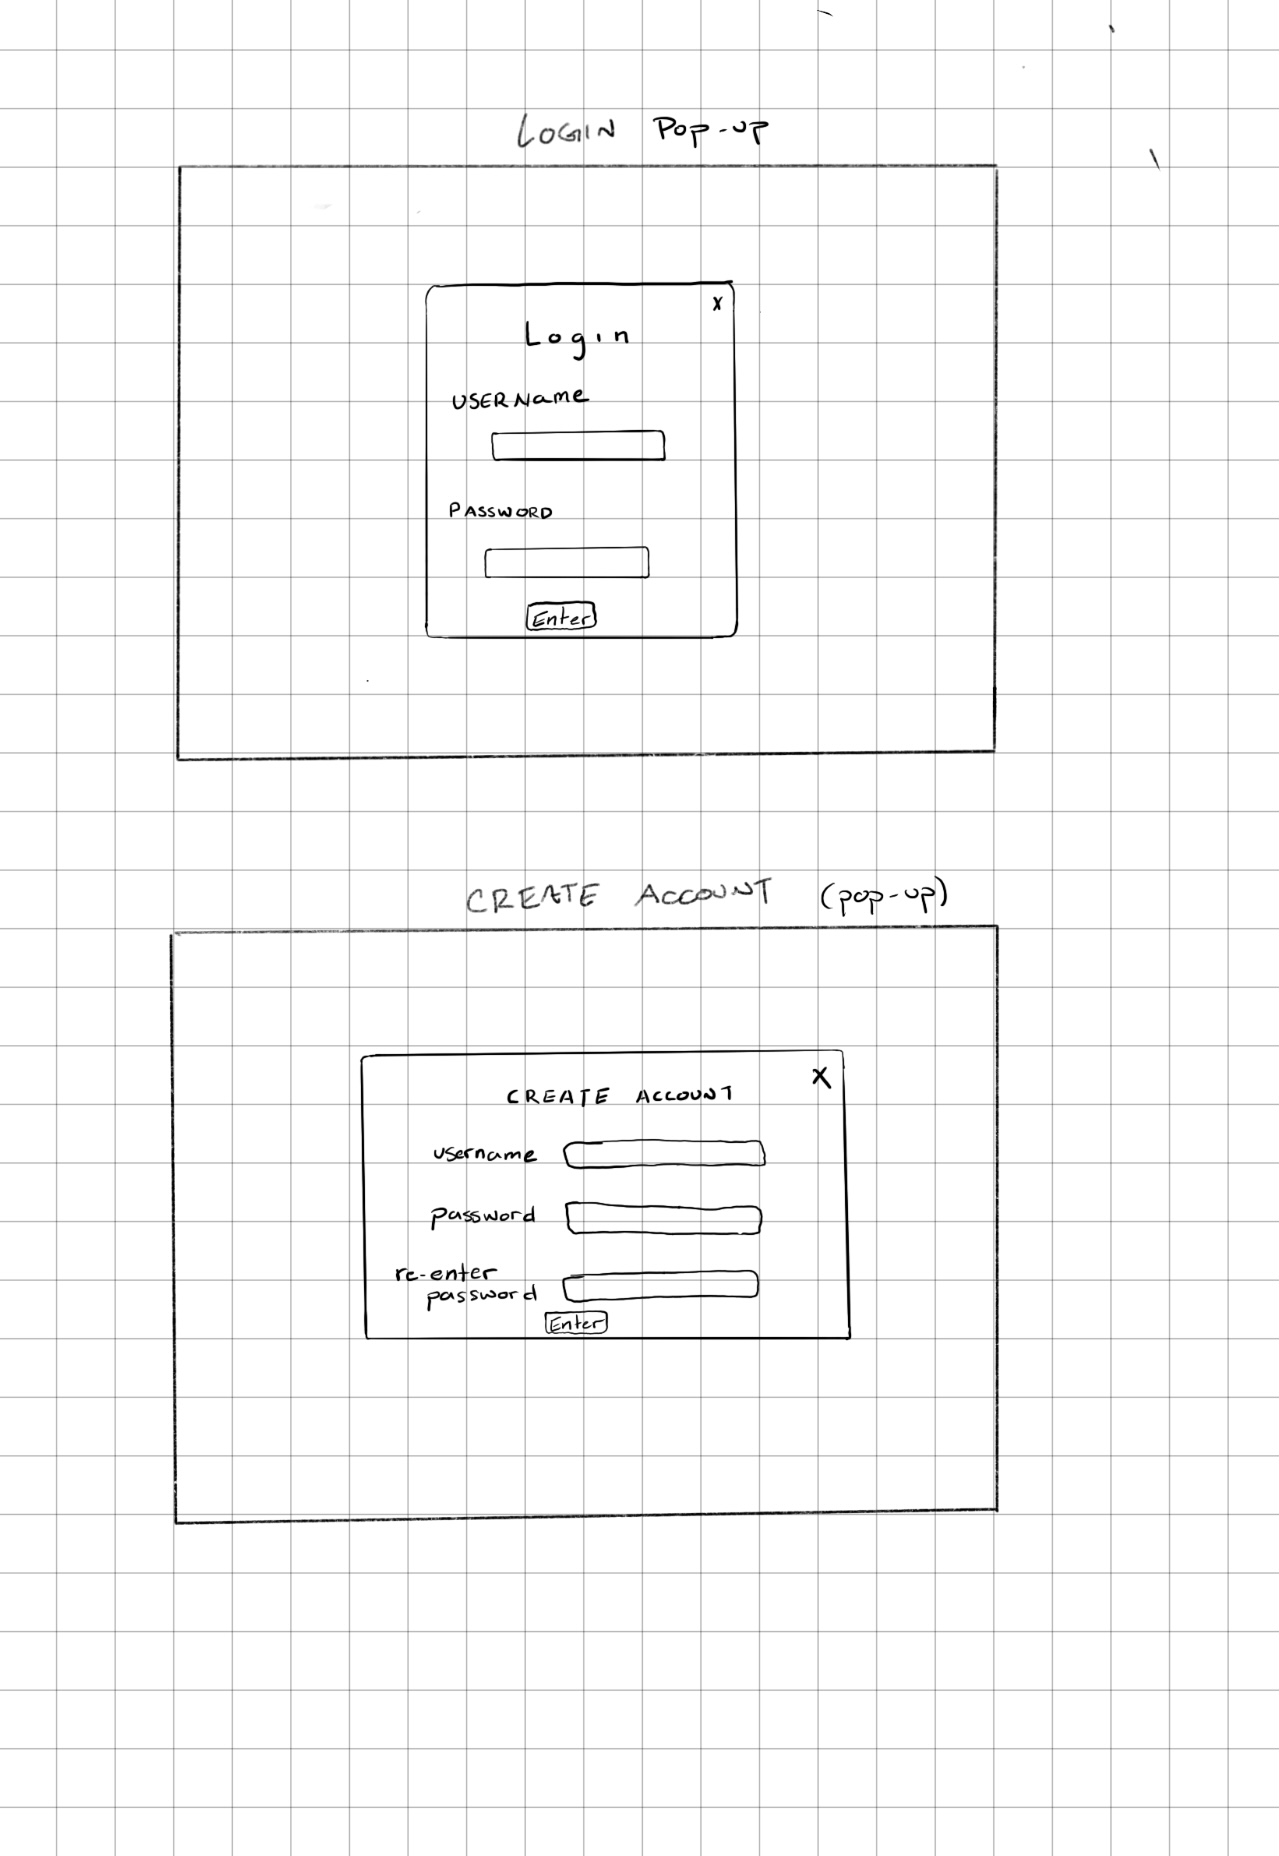 LOGIN Pop-up
x
Login
USERName
PASSWORD
Enter
CREATE ACCOUNT (pop-up)
X
CREATE ACCOUNT
username
password
re-enter
password
Enter